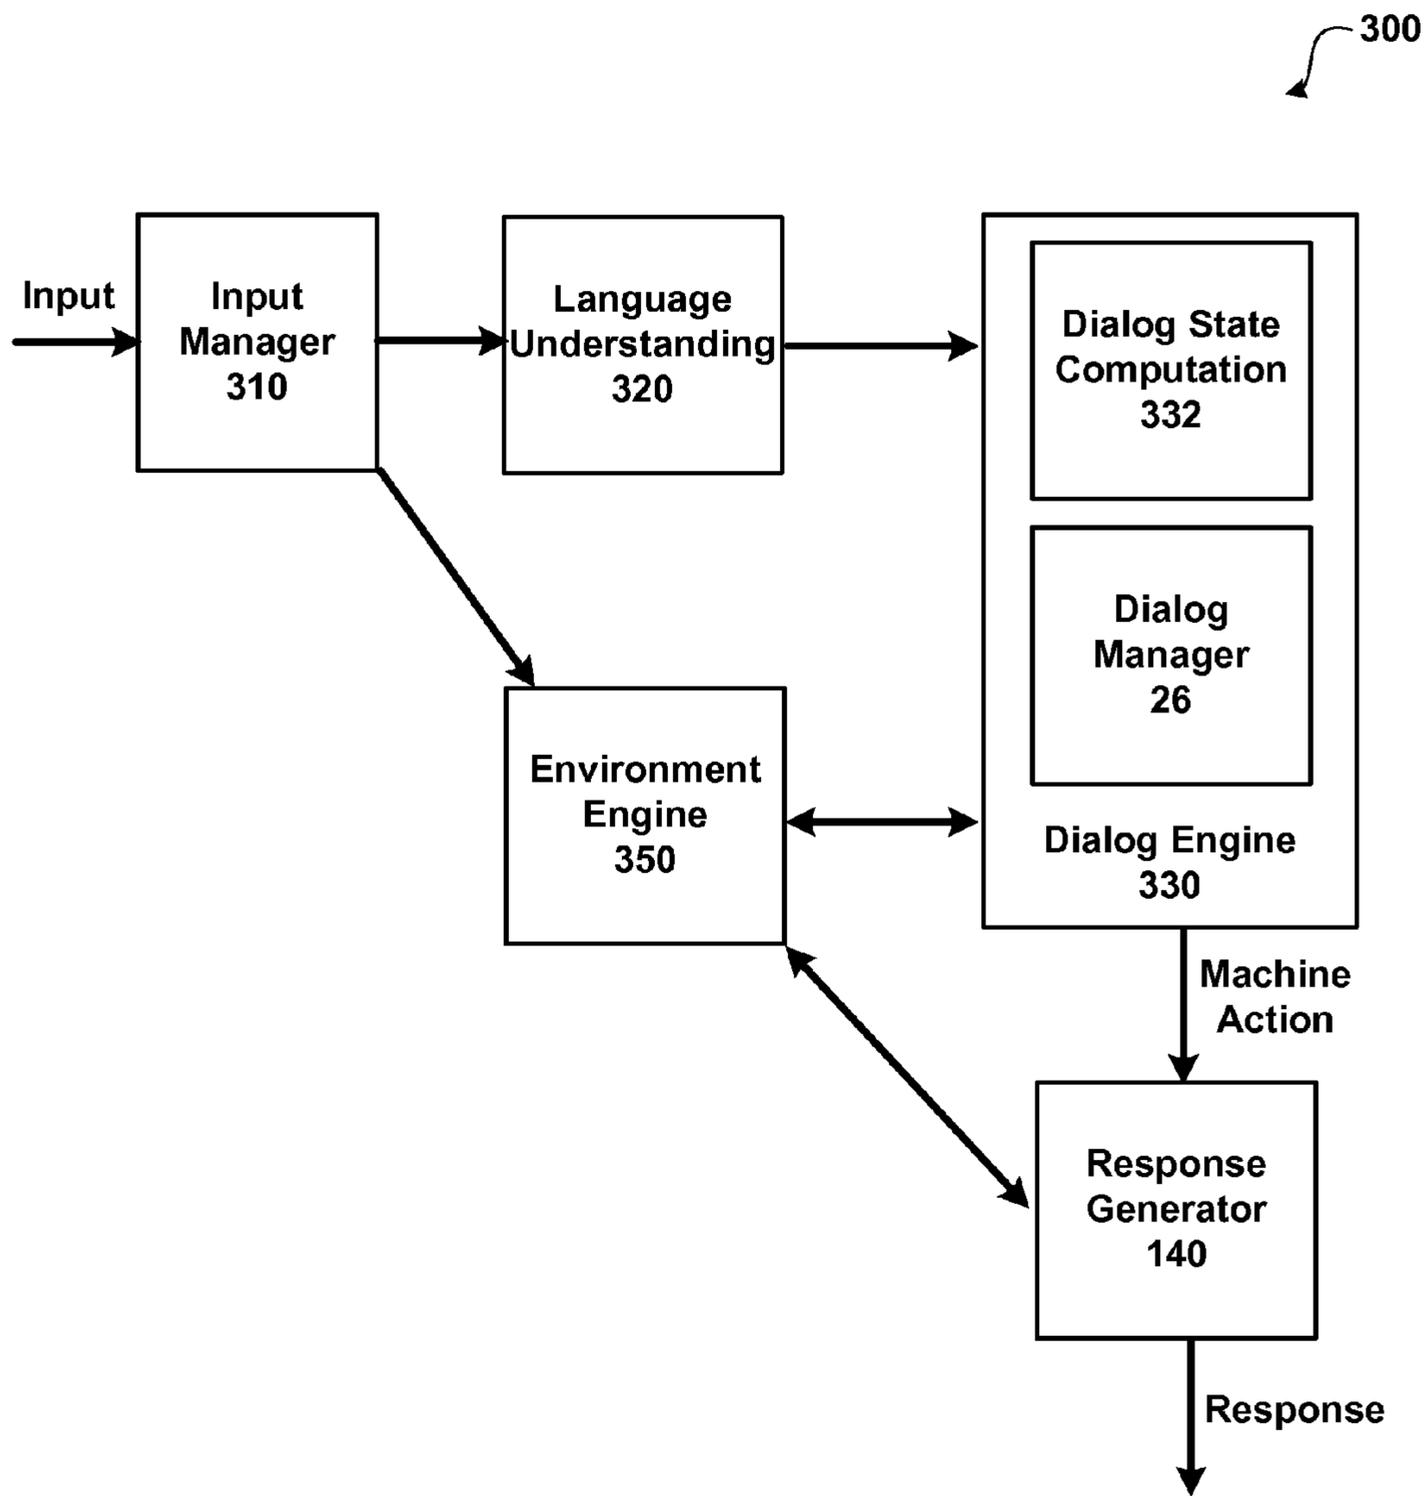 300
Input
Input
Manager
310
Language
Understanding
320
Dialog State
Computation
332
Dialog
Manager
26
Dialog Engine
330
Environment
Engine
350
Machine
Action
Response
Generator
140
Response